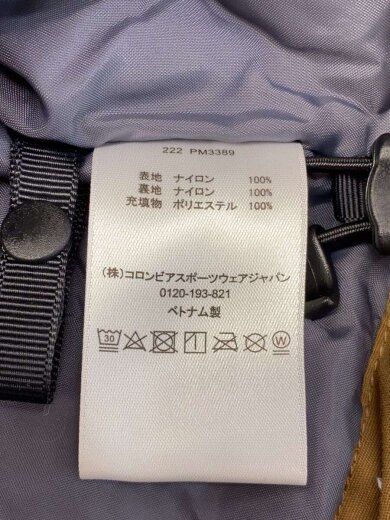 222 PM3389
表地 ナイロン 100%
裏地 ナイロン 100%
充填物 ポリエステル 100%
(株)コロンビアスポーツウェアジャパン
0120-193-821
ベトナム製
30 W